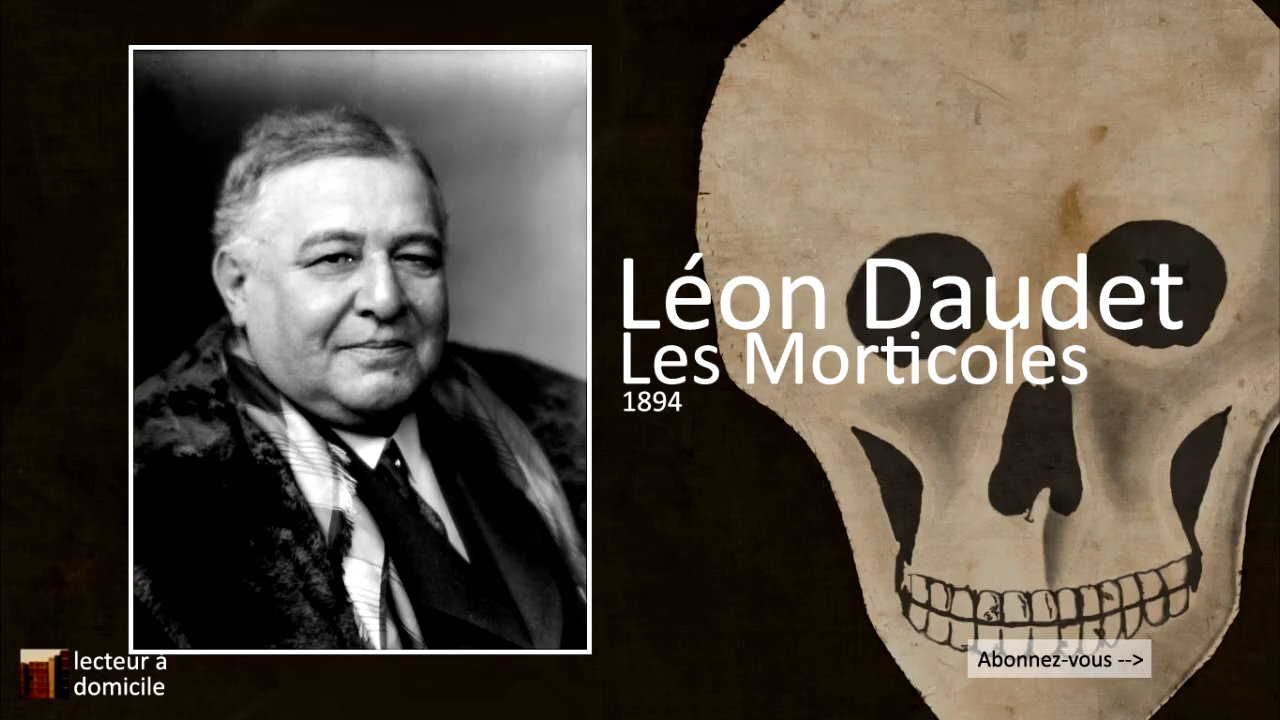 Léon Daudet
Les Morticoles
1894
lecteur à
domicile
Abonnez-vous -->